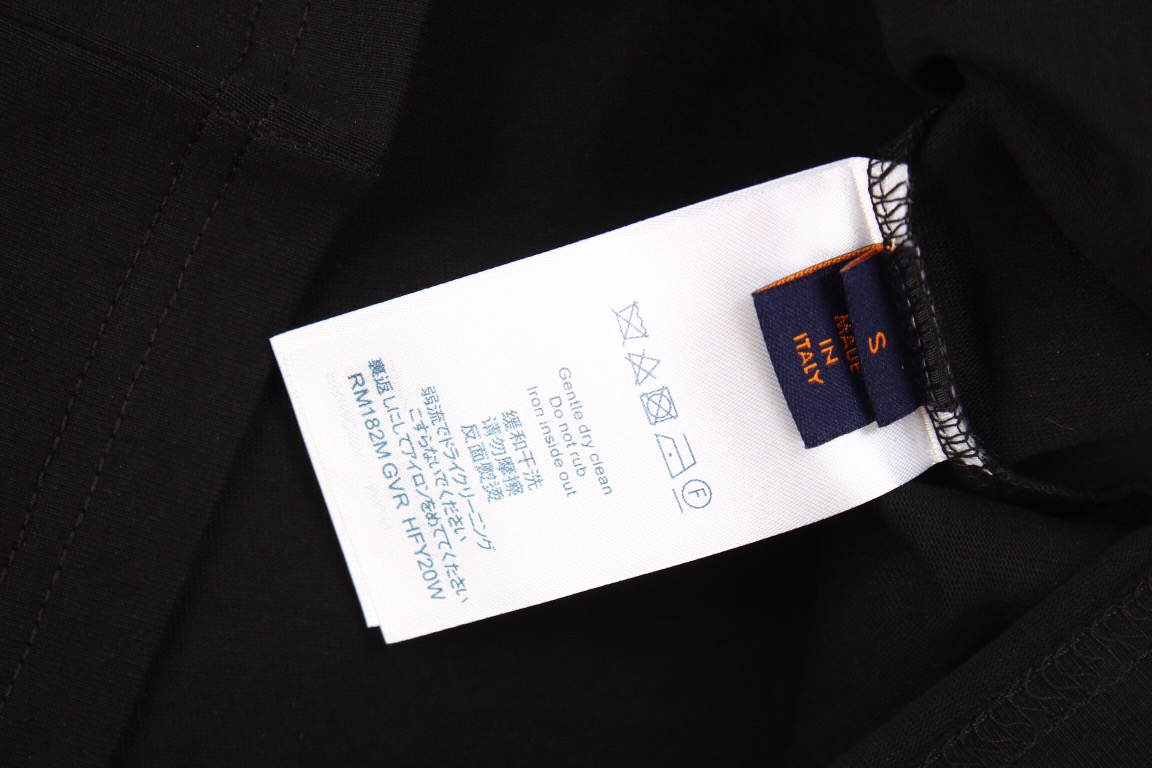 S
MADE
IN
ITALY
F
Gentle dry clean
Do not rub
Iron inside out
缓和干洗
请勿摩擦
反面熨烫
弱流でドライクリーニング
こすらないでください
裏返しにしてアイロンをめててください
RM182M GVR HFY20W